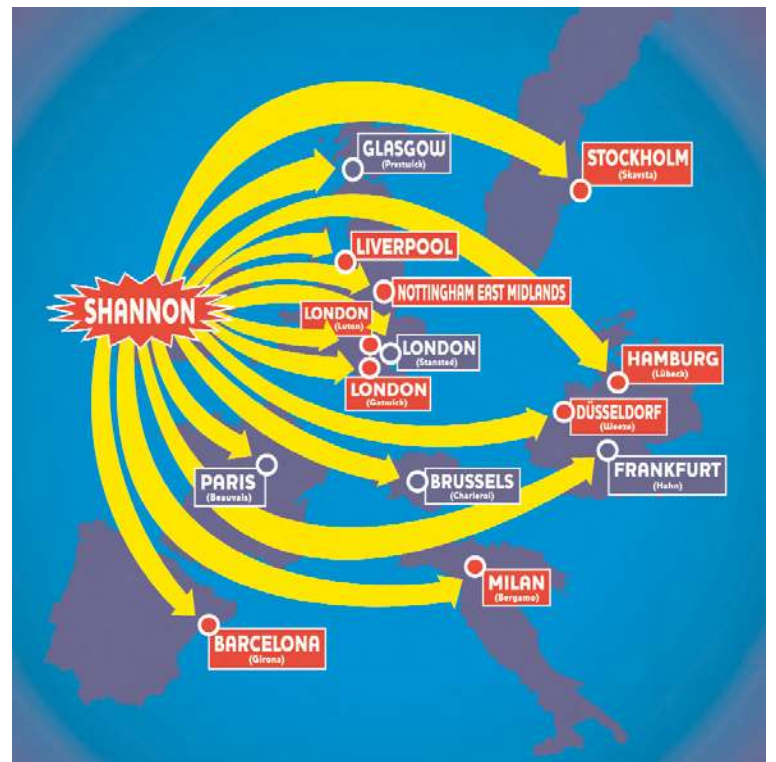 GLASGOW
(Prestwick)
STOCKHOLM
(Skavsta)
LIVERPOOL
NOTTINGHAM EAST MIDLANDS
SHANNON
LONDON
(Luton)
LONDON
(Stansted)
HAMBURG
(Lübeck)
LONDON
(Gatwick)
DÜSSELDORF
(Weeze)
PARIS
(Beauvais)
BRUSSELS
(Charleroi)
FRANKFURT
(Hahn)
MILAN
(Bergamo)
BARCELONA
(Girona)